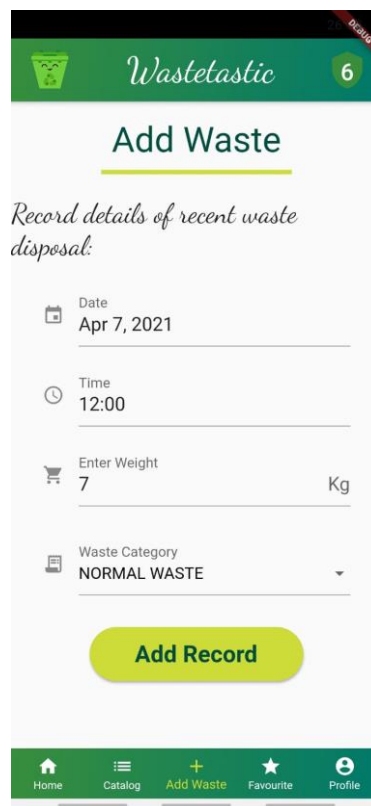 DEBUG
Wastetastic
6
Add Waste
Record details of recent waste
disposal:
Date
Apr 7, 2021
Time
12:00
Enter Weight
7 Kg
Waste Category
NORMAL WASTE
Add Record
Home Catalog Add Waste Favourite Profile